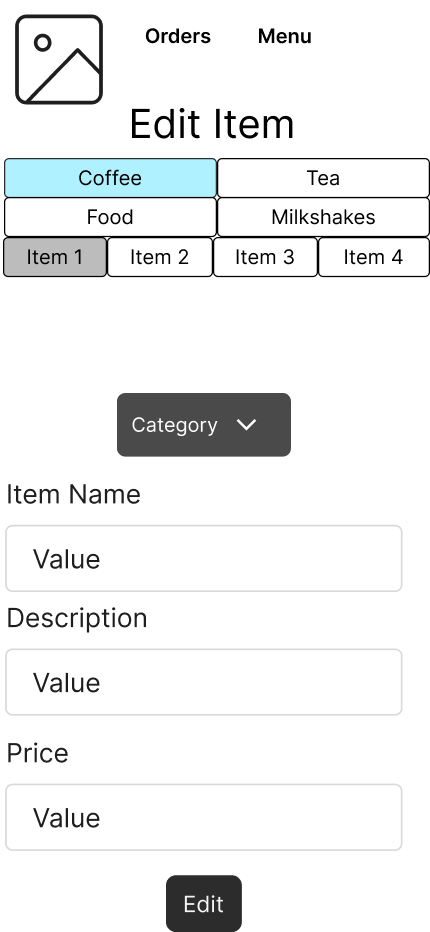 Orders Menu
Edit Item
Coffee Tea
Food Milkshakes
Item 1 Item 2 Item 3 Item 4
Category
Item Name
Value
Description
Value
Price
Value
Edit